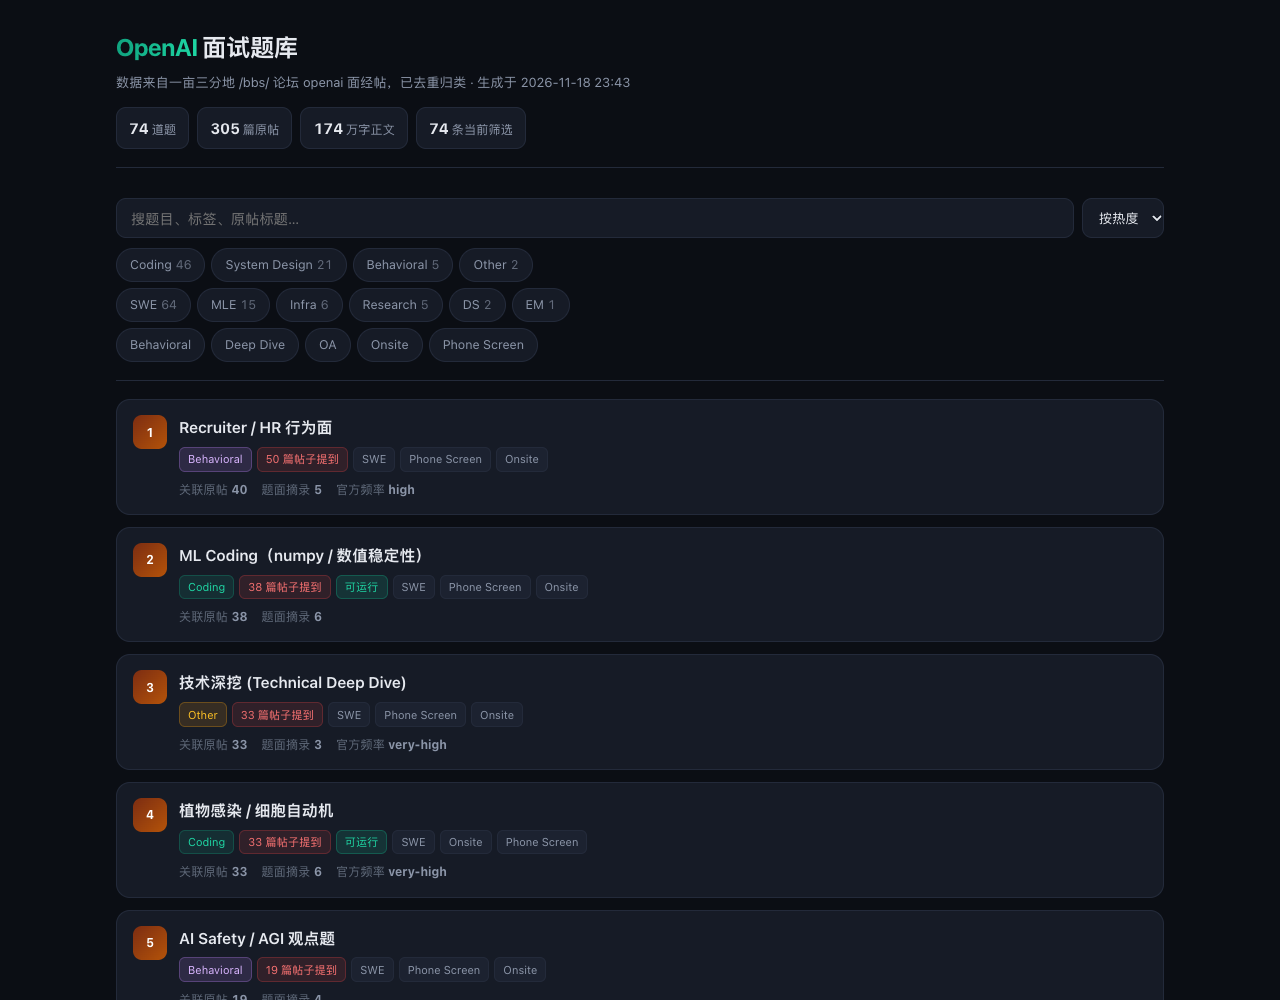 OpenAI 面试题库
数据来自一亩三分地 /bbs/ 论坛 openai 面经帖，已去重归类 · 生成于 2026-11-18 23:43
74 道题 305 篇原帖 174 万字正文 74 条当前筛选
搜题目、标签、原帖标题... 按热度
Coding 46 System Design 21 Behavioral 5 Other 2
SWE 64 MLE 15 Infra 6 Research 5 DS 2 EM 1
Behavioral Deep Dive OA Onsite Phone Screen
1 Recruiter / HR 行为面
Behavioral 50 篇帖子提到 SWE Phone Screen Onsite
关联原帖 40 题面摘录 5 官方频率 high
2 ML Coding（numpy / 数值稳定性）
Coding 38 篇帖子提到 可运行 SWE Phone Screen Onsite
关联原帖 38 题面摘录 6
3 技术深挖 (Technical Deep Dive)
Other 33 篇帖子提到 SWE Phone Screen Onsite
关联原帖 33 题面摘录 3 官方频率 very-high
4 植物感染 / 细胞自动机
Coding 33 篇帖子提到 可运行 SWE Onsite Phone Screen
关联原帖 33 题面摘录 6 官方频率 very-high
5 AI Safety / AGI 观点题
Behavioral 19 篇帖子提到 SWE Phone Screen Onsite
关联原帖 19 题面摘录 4